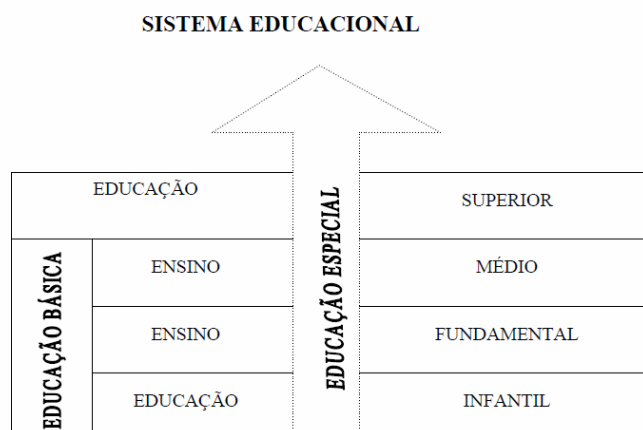 SISTEMA EDUCACIONAL
EDUCAÇÃO
SUPERIOR
EDUCAÇÃO BÁSICA
ENSINO
MÉDIO
ENSINO
FUNDAMENTAL
EDUCAÇÃO
INFANTIL
EDUCAÇÃO ESPECIAL